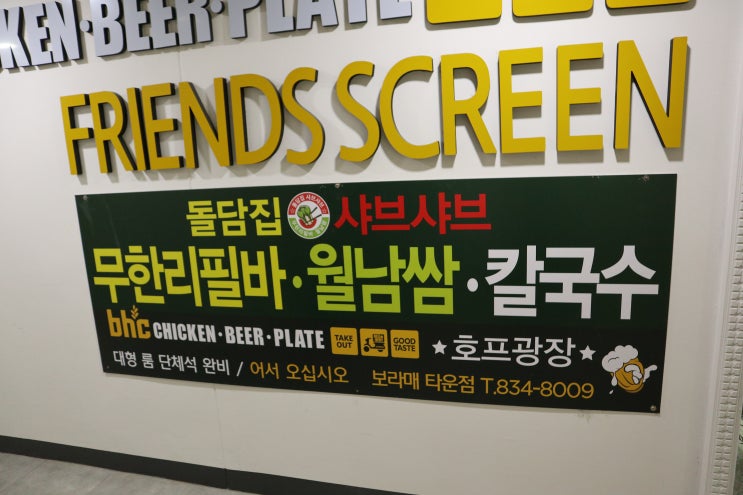 CKEN·BEER·PLATE
FRIENDS SCREEN
돌담집 샤브샤브
무한리필바·월남쌈·칼국수
bhc CHICKEN·BEER·PLATE TAKE OUT GOOD TASTE ★호프광장★
대형 룸 단체석 완비 / 어서 오십시오 보라매 타운점 T.834-8009